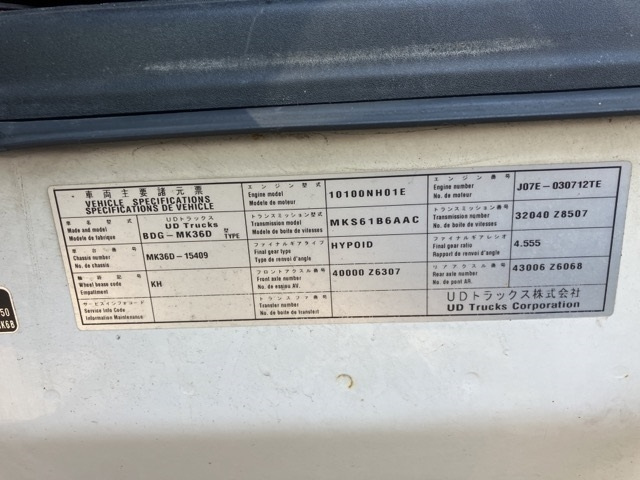 車両主要諸元票
VEHICLE SPECIFICATIONS
SPECIFICATIONS DE VEHICLE
Made and model
Modele de fabrique
UDトラックス
UD Trucks
BDG-MK36D
型
TYPE
車台番号
Chassis number
No. de chassis
MK36D-15409
Wheel base code
Empattement
KH
サービスインフォコード
Service Info Code
Information Maintenance
エンジン型式
Engine model
Modele du moteur
10100NH01E
トランスミッション型式
Transmission model
Modele de boite de vitesses
MKS61B6AAC
ファイナルギアタイプ
Final gear type
Type de renvoi d'angle
HYPOID
フロントアクスル番号
Front axle number
No. de essieu AV.
40000 Z6307
トランスファ番号
Transfer number
No. de boite de transfert
エンジン番号
Engine number
No. de moteur
J07E-030712TE
トランスミッション番号
Transmission number
No. de boite de vitesses
32040 Z8507
ファイナルギアレシオ
Final gear ratio
Rapport de renvoi d'angle
4.555
リアアクスル番号
Rear axle number
No. de pont AR.
43006 Z6068
UDトラックス株式会社
UD Trucks Corporation
50
K68